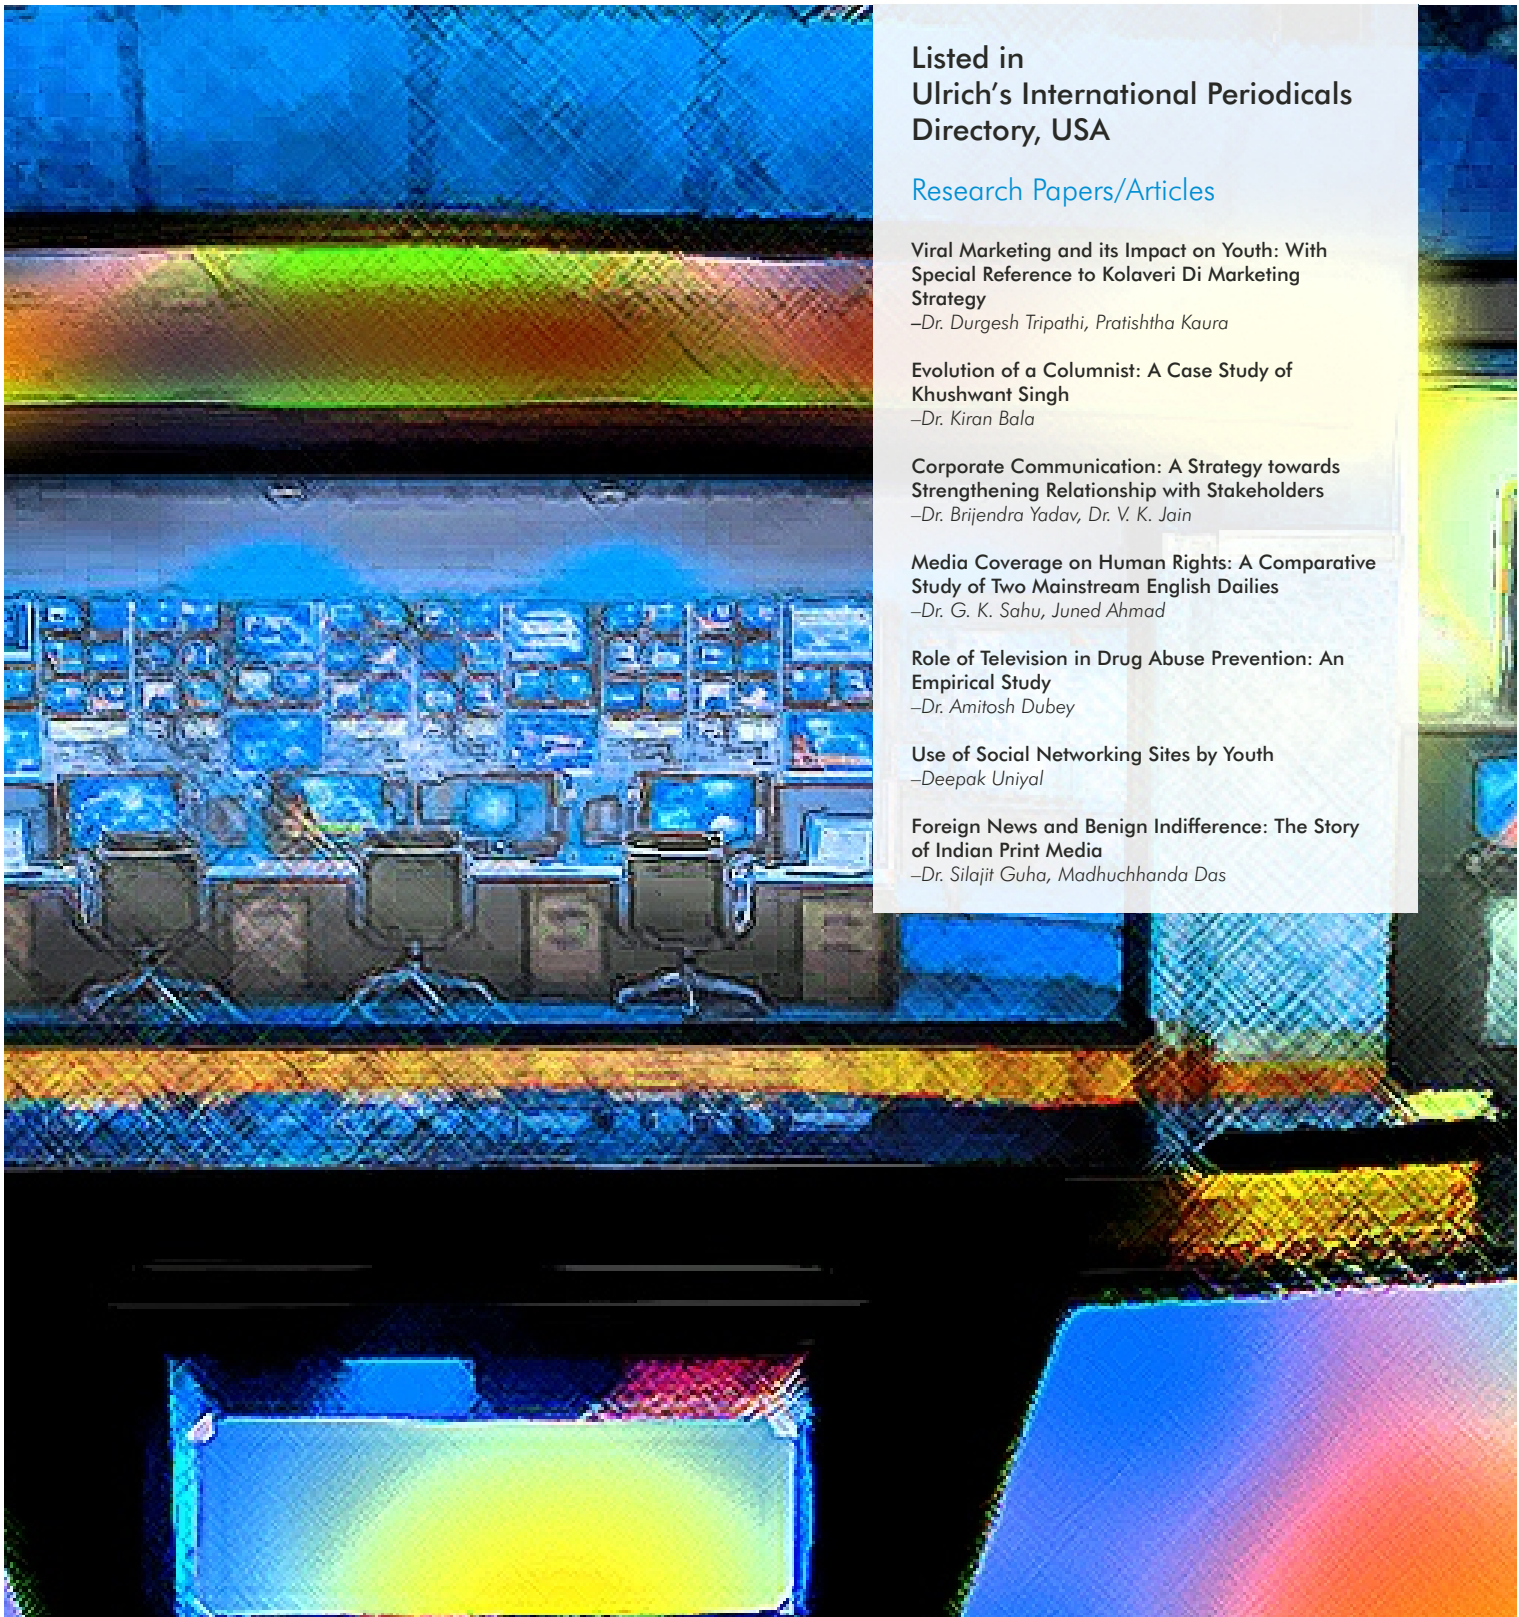 Listed in
Ulrich's International Periodicals
Directory, USA
Research Papers/Articles
Viral Marketing and its Impact on Youth: With
Special Reference to Kolaveri Di Marketing
Strategy
–Dr. Durgesh Tripathi, Pratishtha Kaura
Evolution of a Columnist: A Case Study of
Khushwant Singh
–Dr. Kiran Bala
Corporate Communication: A Strategy towards
Strengthening Relationship with Stakeholders
–Dr. Brijendra Yadav, Dr. V. K. Jain
Media Coverage on Human Rights: A Comparative
Study of Two Mainstream English Dailies
–Dr. G. K. Sahu, Juned Ahmad
Role of Television in Drug Abuse Prevention: An
Empirical Study
–Dr. Amitosh Dubey
Use of Social Networking Sites by Youth
–Deepak Uniyal
Foreign News and Benign Indifference: The Story
of Indian Print Media
–Dr. Silajit Guha, Madhuchhanda Das